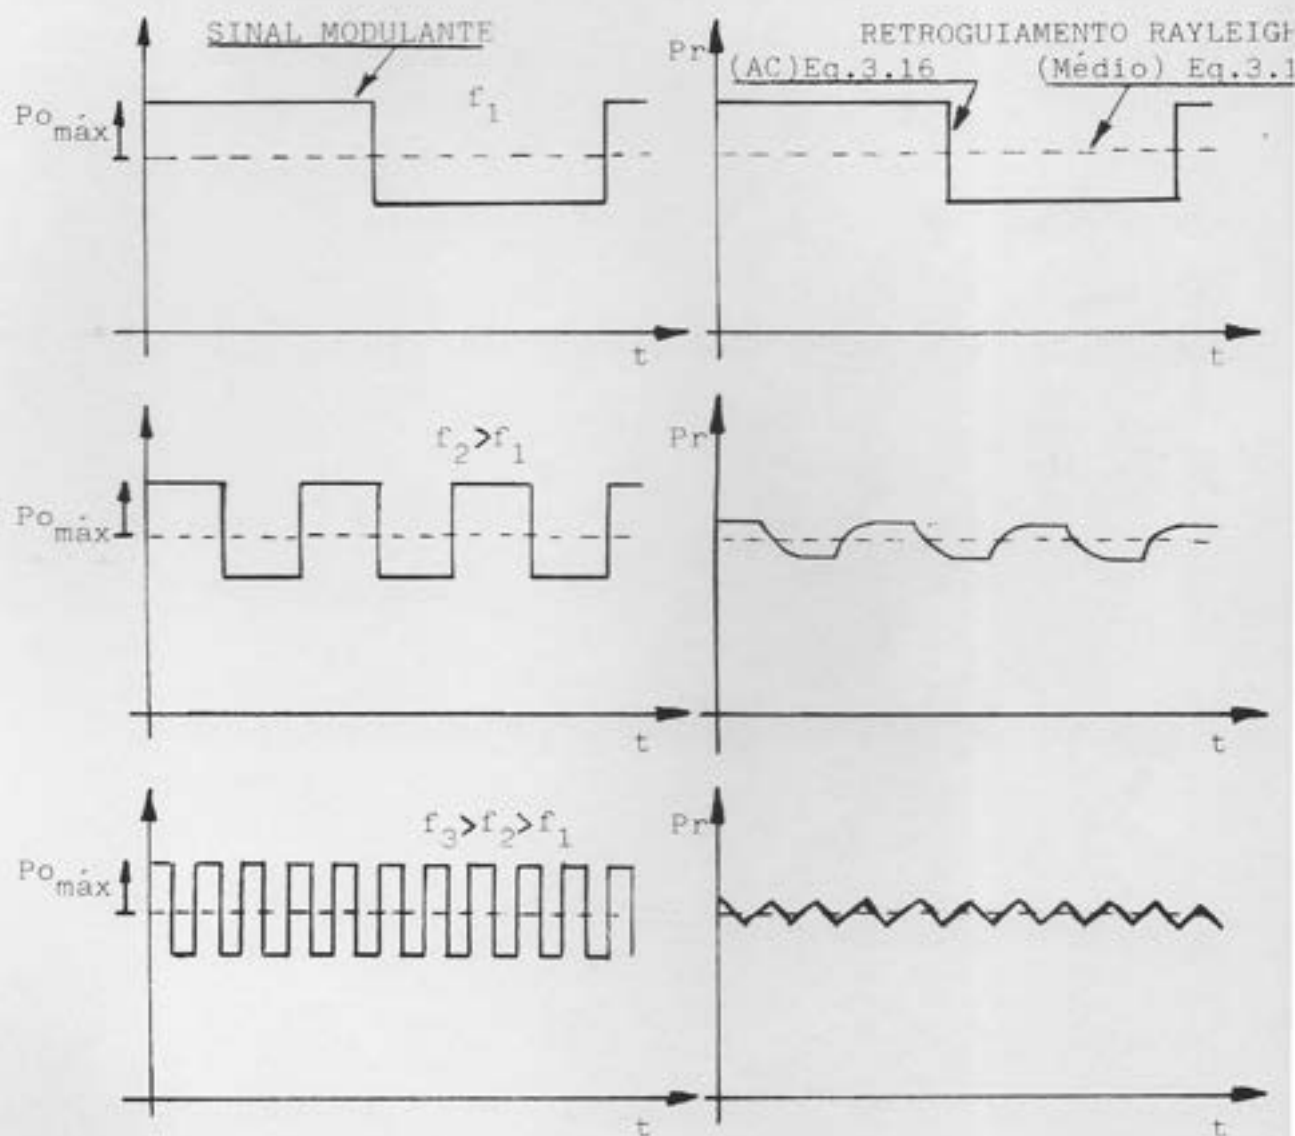 SINAL MODULANTE
RETROGUIAMENTO RAYLEIGH
Pr
(AC)Eq.3.16
(Médio) Eq.3.1
Po máx
f1
t
t
f2>f1
Pr
Po máx
t
t
f3>f2>f1
Pr
Po máx
t
t